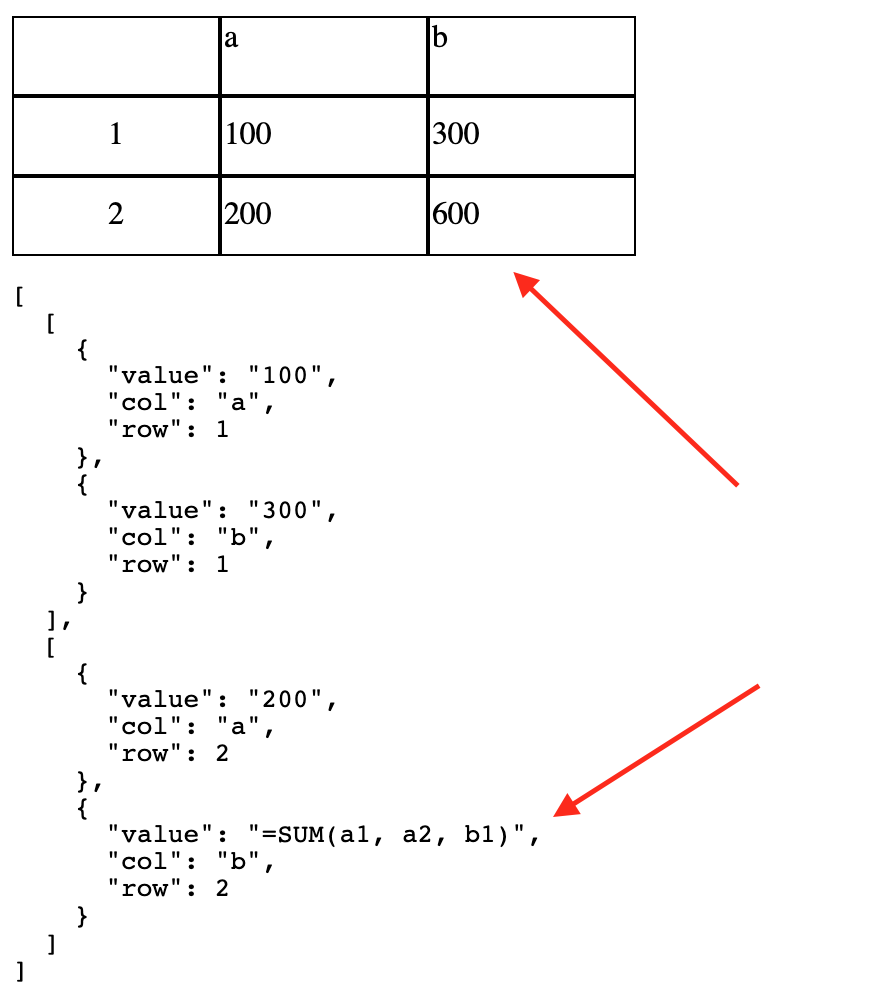 a b
1 100 300
2 200 600
[
  [
    {
      "value": "100",
      "col": "a",
      "row": 1
    },
    {
      "value": "300",
      "col": "b",
      "row": 1
    }
  ],
  [
    {
      "value": "200",
      "col": "a",
      "row": 2
    },
    {
      "value": "=SUM(a1, a2, b1)",
      "col": "b",
      "row": 2
    }
  ]
]